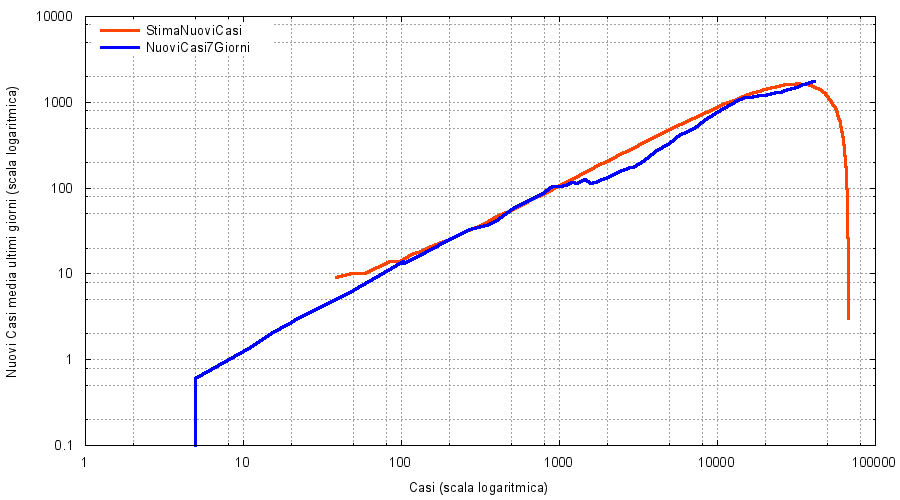 10000
StimaNuoviCasi
NuoviCasi7Giorni
1000
100
10
1
0.1
Nuovi Casi media ultimi giorni (scala logaritmica)
1 10 100 1000 10000 100000
Casi (scala logaritmica)